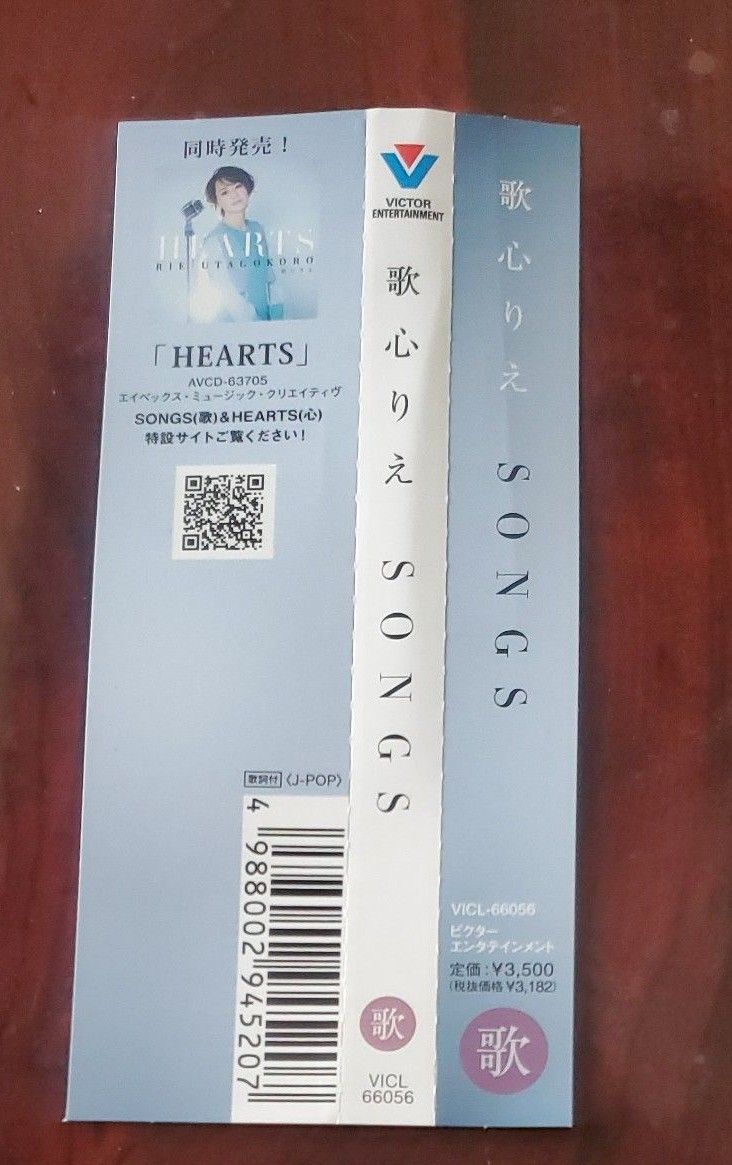 同時発売！
HEARTS
RIE UTAGOKORO
「HEARTS」
AVCD-63705
エイベックス・ミュージック・クリエイティヴ
SONGS(歌)&HEARTS(心)
特設サイトご覧ください！
歌詞付〈J-POP〉
4 988002 945207
VICTOR
ENTERTAINMENT
歌心りえ SONGS
歌
VICL
66056
歌心りえ SONGS
VICL-66056
ビクター
エンタテインメント
定価：¥3,500
(税抜価格 ¥3,182)
歌